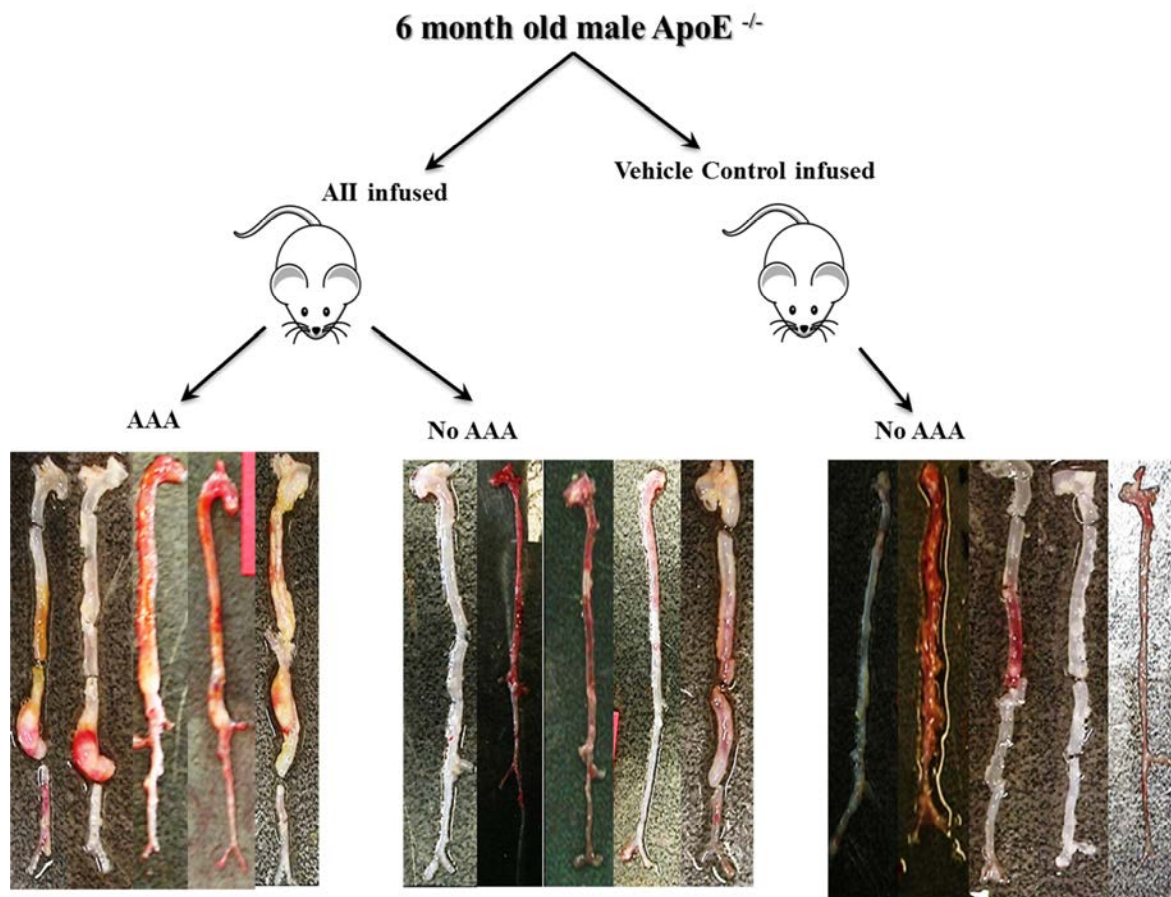 6 month old male ApoE -/-
Vehicle Control infused
AII infused
AAA
No AAA
No AAA